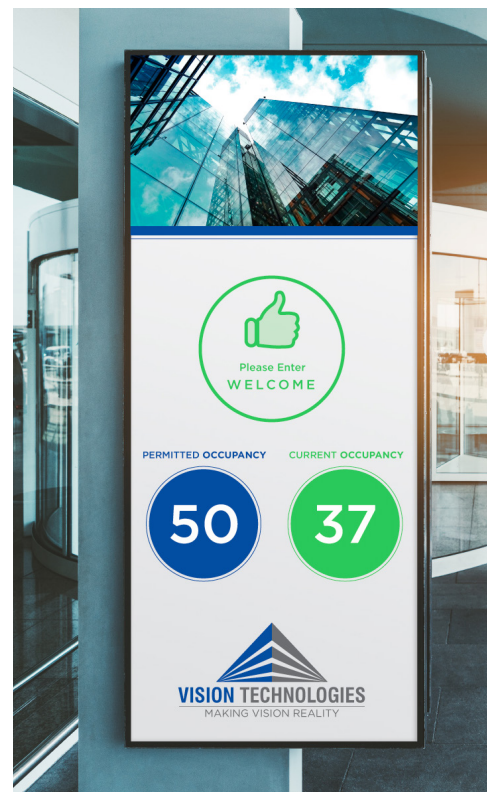 Please Enter
WELCOME
PERMITTED OCCUPANCY
CURRENT OCCUPANCY
50
37
VISION TECHNOLOGIES
MAKING VISION REALITY